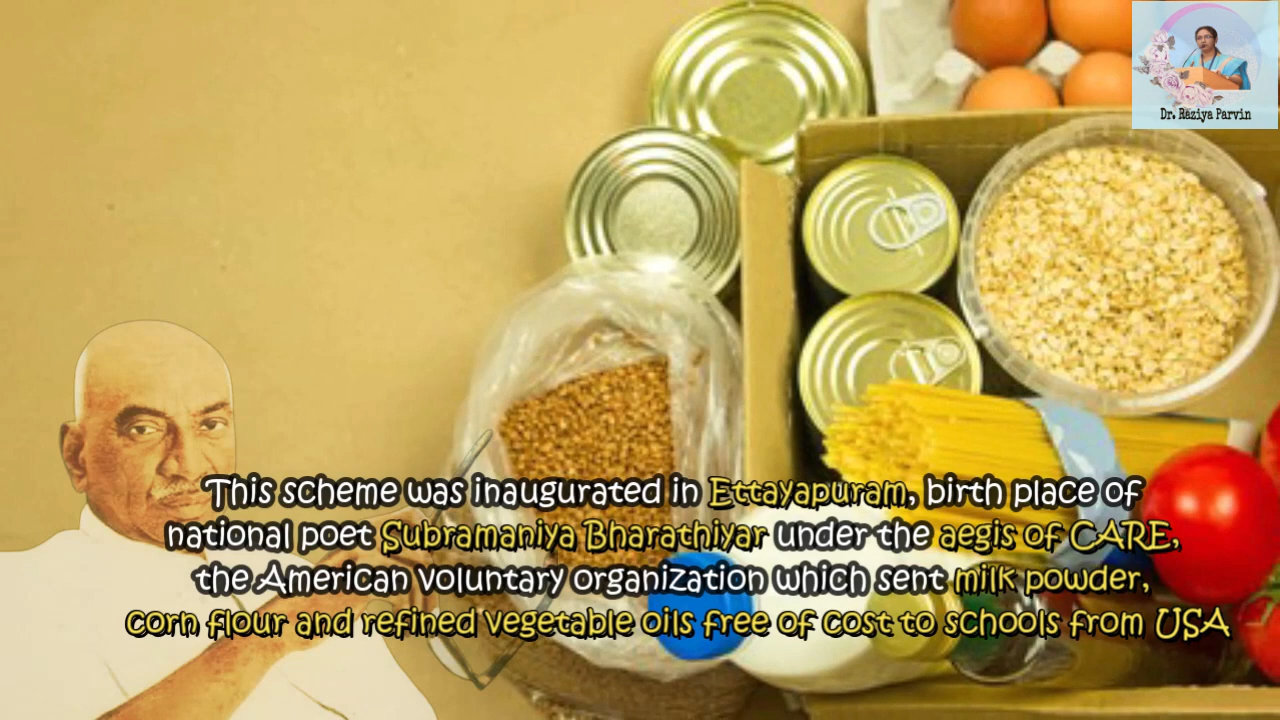 Dr. Raziya Parvin
This scheme was inaugurated in Ettayapuram, birth place of
national poet Subramaniya Bharathiyar under the aegis of CARE,
the American voluntary organization which sent milk powder,
corn flour and refined vegetable oils free of cost to schools from USA